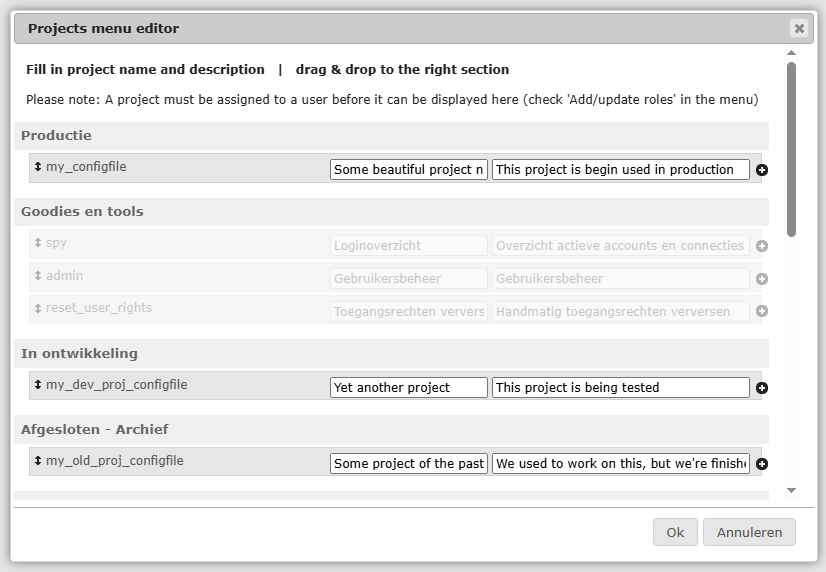 Projects menu editor
Fill in project name and description | drag & drop to the right section
Please note: A project must be assigned to a user before it can be displayed here (check 'Add/update roles' in the menu)
Productie
my_configfile Some beautiful project n This project is begin used in production
Goodies en tools
spy Loginoverzicht Overzicht actieve accounts en connecties
admin Gebruikersbeheer Gebruikersbeheer
reset_user_rights Toegangsrechten ververs Handmatig toegangsrechten verversen
In ontwikkeling
my_dev_proj_configfile Yet another project This project is being tested
Afgesloten - Archief
my_old_proj_configfile Some project of the past We used to work on this, but we're finishe
Ok Annuleren